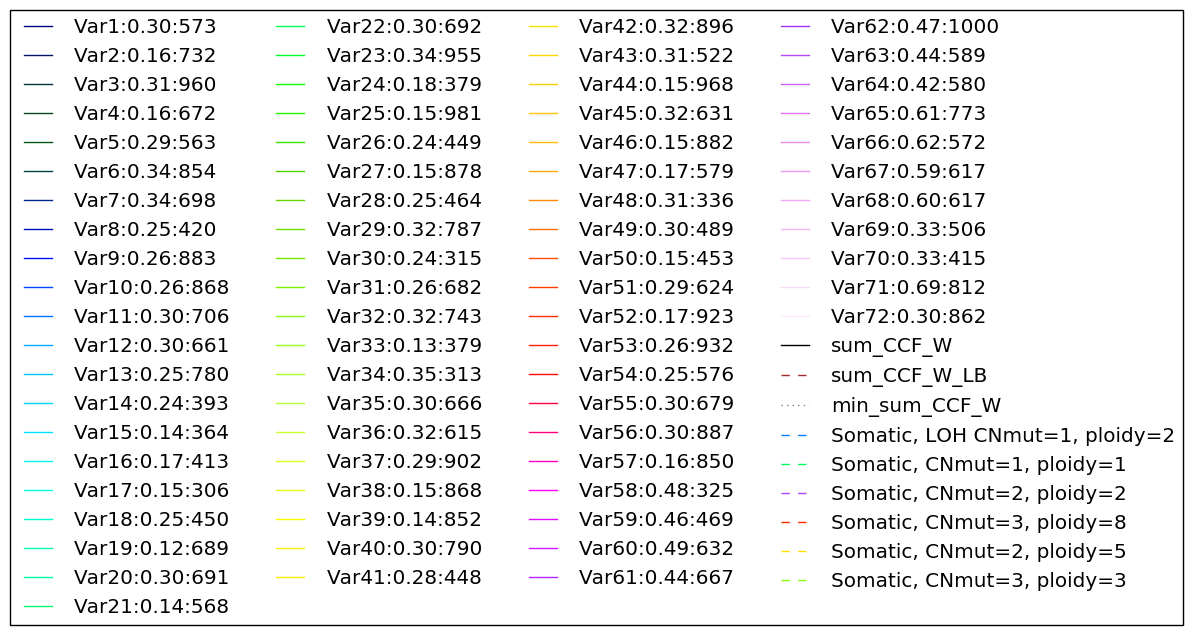 Var1:0.30:573
Var2:0.16:732
Var3:0.31:960
Var4:0.16:672
Var5:0.29:563
Var6:0.34:854
Var7:0.34:698
Var8:0.25:420
Var9:0.26:883
Var10:0.26:868
Var11:0.30:706
Var12:0.30:661
Var13:0.25:780
Var14:0.24:393
Var15:0.14:364
Var16:0.17:413
Var17:0.15:306
Var18:0.25:450
Var19:0.12:689
Var20:0.30:691
Var21:0.14:568
Var22:0.30:692
Var23:0.34:955
Var24:0.18:379
Var25:0.15:981
Var26:0.24:449
Var27:0.15:878
Var28:0.25:464
Var29:0.32:787
Var30:0.24:315
Var31:0.26:682
Var32:0.32:743
Var33:0.13:379
Var34:0.35:313
Var35:0.30:666
Var36:0.32:615
Var37:0.29:902
Var38:0.15:868
Var39:0.14:852
Var40:0.30:790
Var41:0.28:448
Var42:0.32:896
Var43:0.31:522
Var44:0.15:968
Var45:0.32:631
Var46:0.15:882
Var47:0.17:579
Var48:0.31:336
Var49:0.30:489
Var50:0.15:453
Var51:0.29:624
Var52:0.17:923
Var53:0.26:932
Var54:0.25:576
Var55:0.30:679
Var56:0.30:887
Var57:0.16:850
Var58:0.48:325
Var59:0.46:469
Var60:0.49:632
Var61:0.44:667
Var62:0.47:1000
Var63:0.44:589
Var64:0.42:580
Var65:0.61:773
Var66:0.62:572
Var67:0.59:617
Var68:0.60:617
Var69:0.33:506
Var70:0.33:415
Var71:0.69:812
Var72:0.30:862
sum_CCF_W
sum_CCF_W_LB
min_sum_CCF_W
Somatic, LOH CNmut=1, ploidy=2
Somatic, CNmut=1, ploidy=1
Somatic, CNmut=2, ploidy=2
Somatic, CNmut=3, ploidy=8
Somatic, CNmut=2, ploidy=5
Somatic, CNmut=3, ploidy=3